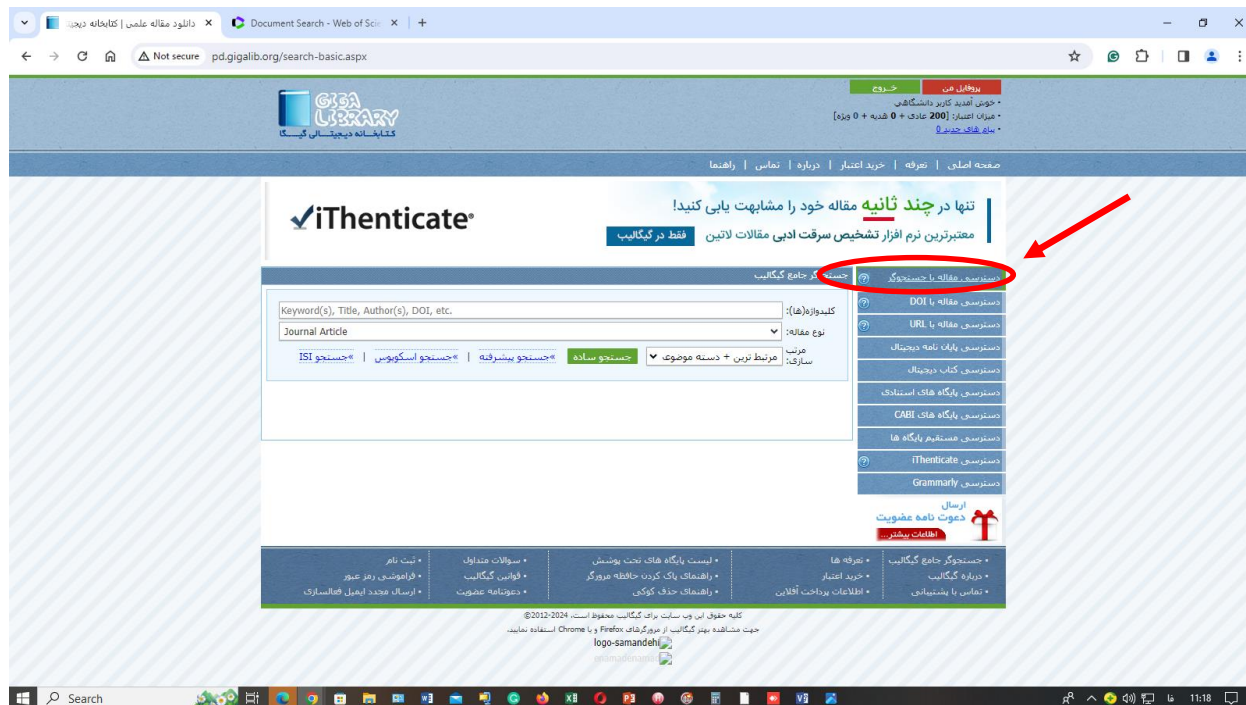 دانلود مقاله علمی | کتابخانه دیجیت
Document Search - Web of Scie
Not secure pd.gigalib.org/search-basic.aspx
GIGA
LIBRARY
کتابخانه دیجیتالی گیگا
پروفایل من
خروج
خوش آمدید کاربر دانشگاهی
میزان اعتبار: [200 عادی + 0 هدیه + 0 ویژه]
پیام های جدید 0
صفحه اصلی | تعرفه | خرید اعتبار | درباره | تماس | راهنما
iThenticate®
تنها در چند ثانیه مقاله خود را مشابهت یابی کنید!
معتبرترین نرم افزار تشخیص سرقت ادبی مقالات لاتین فقط در گیگالیب
دسترسی مقاله با جستجوگر
دسترسی مقاله با DOI
دسترسی مقاله با URL
دسترسی پایان نامه دیجیتال
دسترسی کتاب دیجیتال
دسترسی پایگاه های استنادی
دسترسی پایگاه های CABI
دسترسی مستقیم پایگاه ها
دسترسی iThenticate
دسترسی Grammarly
ارسال
دعوت نامه عضویت
اطلاعات بیشتر...
جستجوگر جامع گیگالیب
کلیدواژه(ها):
Keyword(s), Title, Author(s), DOI, etc.
نوع مقاله:
Journal Article
مرتب سازی:
مرتبط ترین + دسته موضوعی
جستجو ساده
»جستجو پیشرفته | »جستجو اسکوپوس | »جستجو ISI
جستجوگر جامع گیگالیب
درباره گیگالیب
تماس با پشتیبانی
تعرفه ها
خرید اعتبار
اطلاعات پرداخت آفلاین
لیست پایگاه های تحت پوشش
راهنمای پاک کردن حافظه مرورگر
راهنمای حذف کوکی
سوالات متداول
قوانین گیگالیب
دعوتنامه عضویت
ثبت نام
فراموشی رمز عبور
ارسال مجدد ایمیل فعالسازی
کلیه حقوق این وب سایت برای گیگالیب محفوظ است، 2024-2012©
جهت مشاهده بهتر گیگالیب از مرورگرهای Firefox و یا Chrome استفاده نمایید.
logo-samandehi
Search
فا
11:18